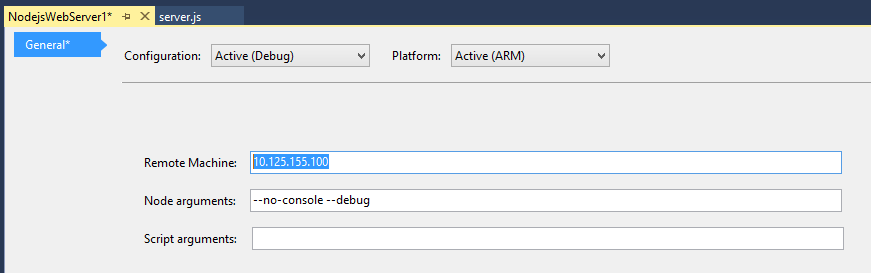 NodejsWebServer1* server.js
General*
Configuration: Active (Debug) Platform: Active (ARM)
Remote Machine: 10.125.155.100
Node arguments: --no-console --debug
Script arguments: